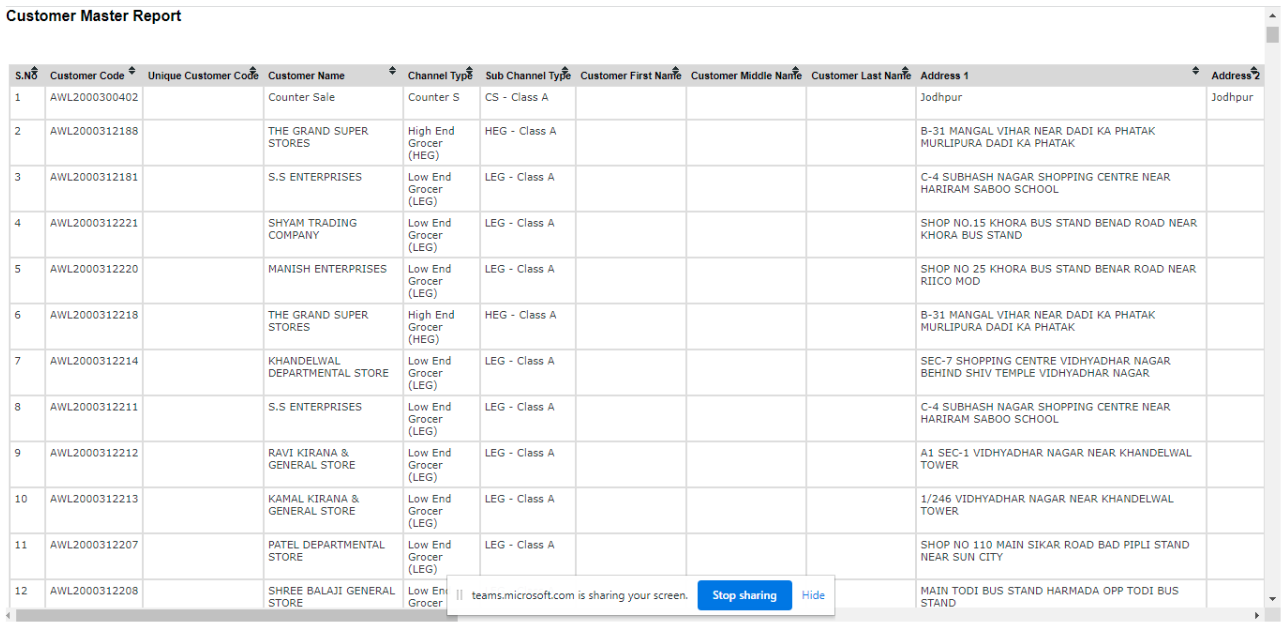 Customer Master Report
S.No Customer Code Unique Customer Code Customer Name Channel Type Sub Channel Type Customer First Name Customer Middle Name Customer Last Name Address 1 Address 2
1 AWL2000300402 Counter Sale Counter S CS - Class A Jodhpur Jodhpur
2 AWL2000312188 THE GRAND SUPER High End HEG - Class A B-31 MANGAL VIHAR NEAR DADI KA PHATAK
STORES Grocer MURLIPURA DADI KA PHATAK
(HEG)
3 AWL2000312181 S.S ENTERPRISES Low End LEG - Class A C-4 SUBHASH NAGAR SHOPPING CENTRE NEAR
Grocer HARIRAM SABOO SCHOOL
(LEG)
4 AWL2000312221 SHYAM TRADING Low End LEG - Class A SHOP NO.15 KHORA BUS STAND BENAD ROAD NEAR
COMPANY Grocer KHORA BUS STAND
(LEG)
5 AWL2000312220 MANISH ENTERPRISES Low End LEG - Class A SHOP NO 25 KHORA BUS STAND BENAR ROAD NEAR
Grocer RIICO MOD
(LEG)
6 AWL2000312218 THE GRAND SUPER High End HEG - Class A B-31 MANGAL VIHAR NEAR DADI KA PHATAK
STORES Grocer MURLIPURA DADI KA PHATAK
(HEG)
7 AWL2000312214 KHANDELWAL Low End LEG - Class A SEC-7 SHOPPING CENTRE VIDHYADHAR NAGAR
DEPARTMENTAL STORE Grocer BEHIND SHIV TEMPLE VIDHYADHAR NAGAR
(LEG)
8 AWL2000312211 S.S ENTERPRISES Low End LEG - Class A C-4 SUBHASH NAGAR SHOPPING CENTRE NEAR
Grocer HARIRAM SABOO SCHOOL
(LEG)
9 AWL2000312212 RAVI KIRANA & Low End LEG - Class A A1 SEC-1 VIDHYADHAR NAGAR NEAR KHANDELWAL
GENERAL STORE Grocer TOWER
(LEG)
10 AWL2000312213 KAMAL KIRANA & Low End LEG - Class A 1/246 VIDHYADHAR NAGAR NEAR KHANDELWAL
GENERAL STORE Grocer TOWER
(LEG)
11 AWL2000312207 PATEL DEPARTMENTAL Low End LEG - Class A SHOP NO 110 MAIN SIKAR ROAD BAD PIPLI STAND
STORE Grocer NEAR SUN CITY
(LEG)
12 AWL2000312208 SHREE BALAJI GENERAL Low MAIN TODI BUS STAND HARMADA OPP TODI BUS
STORE Grocer STAND
teams.microsoft.com is sharing your screen. Stop sharing Hide